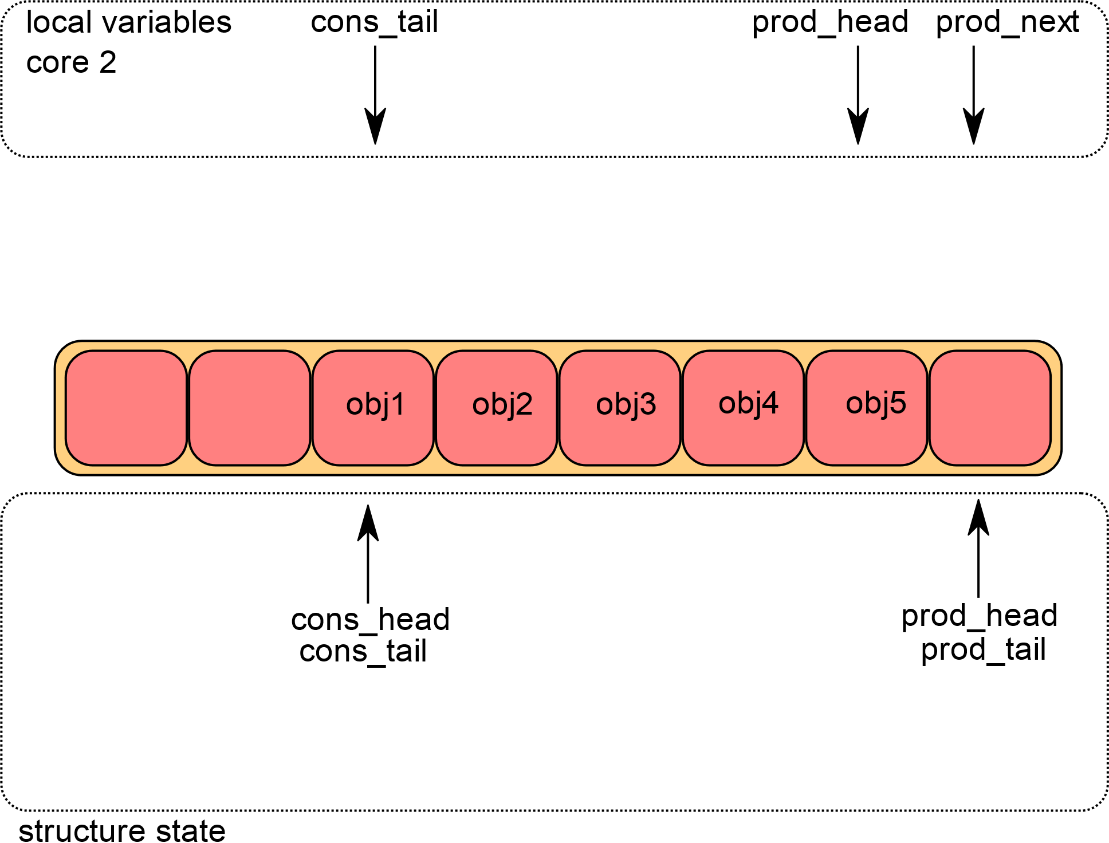 local variables
core 2
cons_tail
prod_head
prod_next
obj1
obj2
obj3
obj4
obj5
cons_head
cons_tail
prod_head
prod_tail
structure state